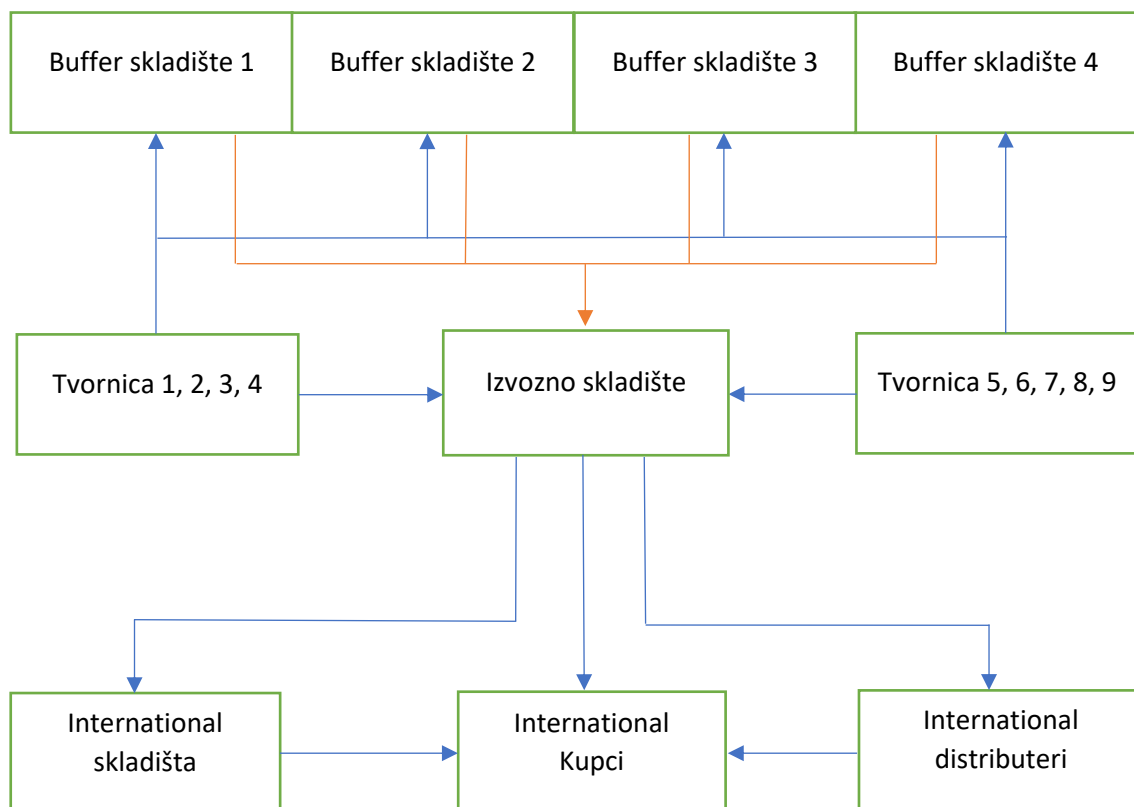 Buffer skladište 1
Buffer skladište 2
Buffer skladište 3
Buffer skladište 4
Tvornica 1, 2, 3, 4
Izvozno skladište
Tvornica 5, 6, 7, 8, 9
International
skladišta
International
Kupci
International
distributeri